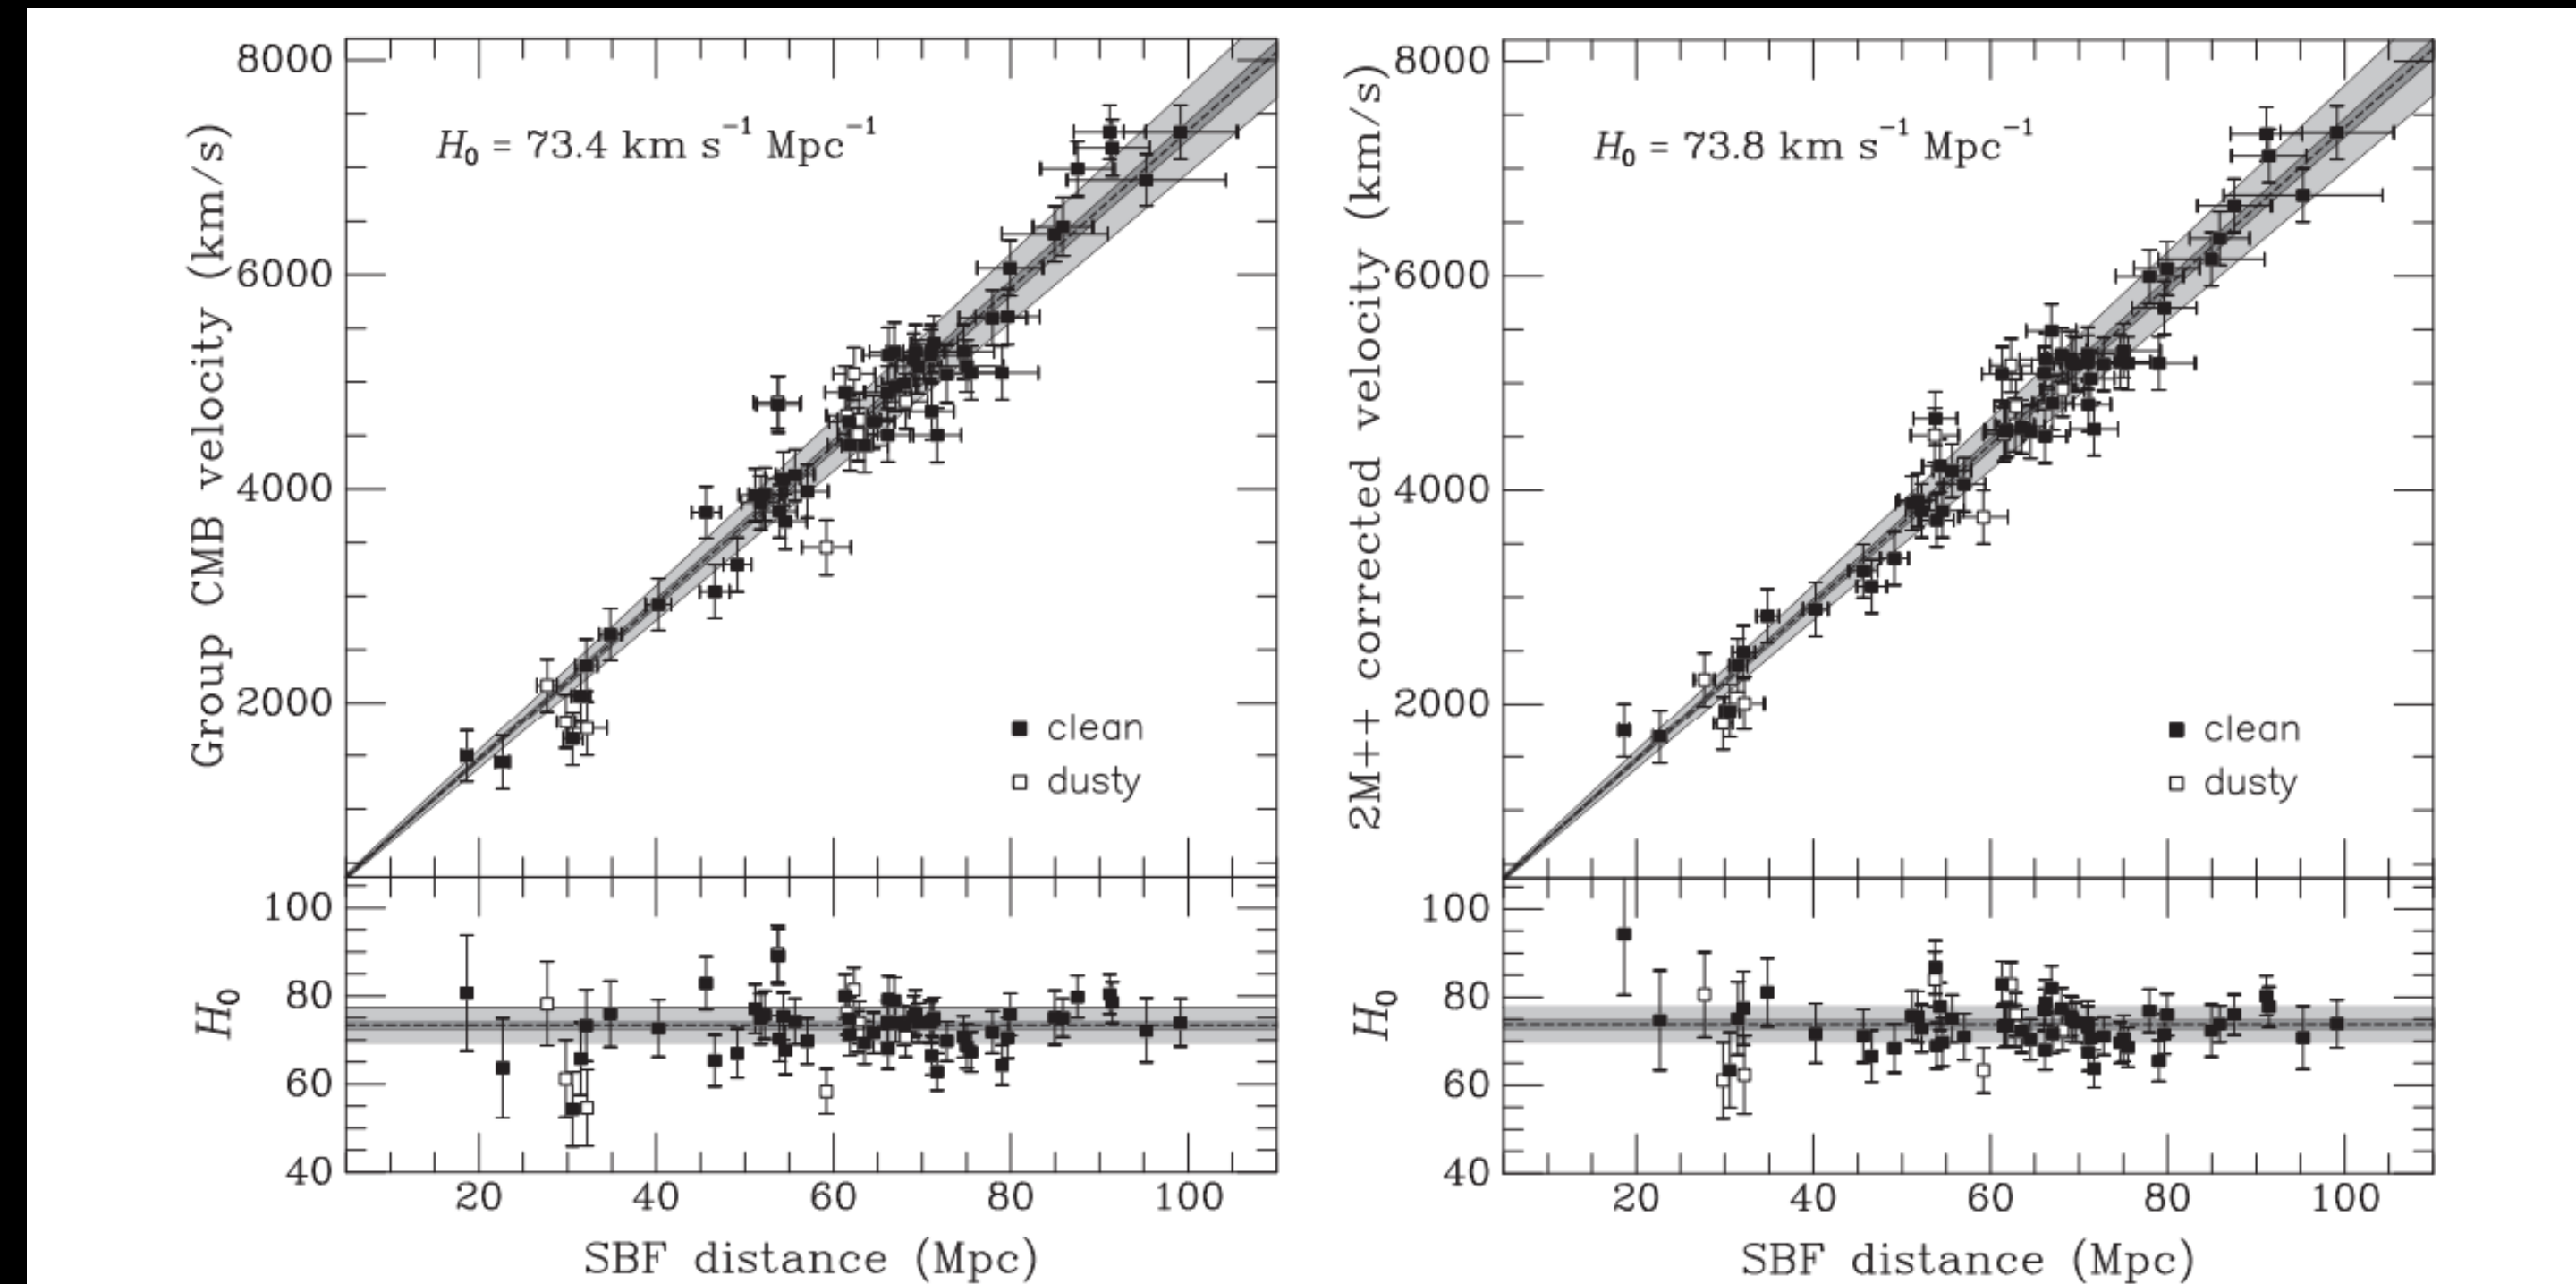 8000
6000
4000
2000
Group CMB velocity (km/s)
H₀ = 73.4 km s⁻¹ Mpc⁻¹
clean
dusty
100
80
60
40
H₀
20 40 60 80 100
SBF distance (Mpc)
8000
6000
4000
2000
2M++ corrected velocity (km/s)
H₀ = 73.8 km s⁻¹ Mpc⁻¹
clean
dusty
100
80
60
40
H₀
20 40 60 80 100
SBF distance (Mpc)